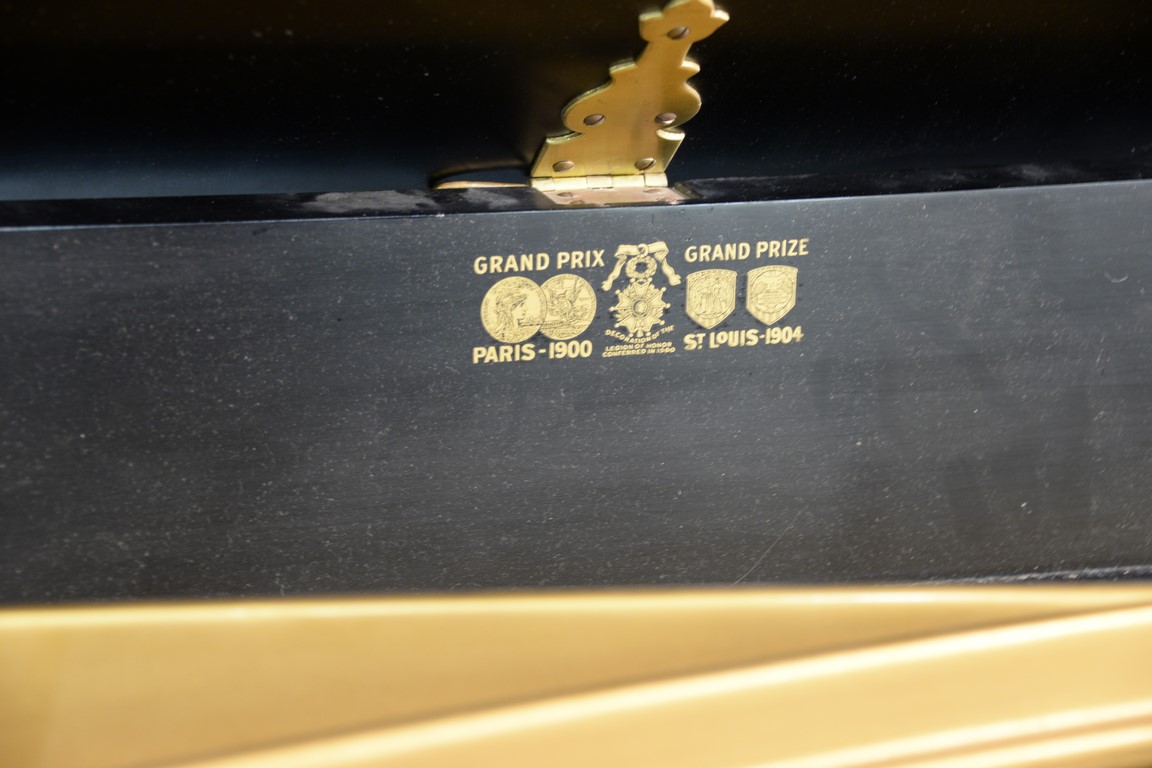 GRAND PRIX
PARIS-1900
DECORATION OF THE
LEGION OF HONOR
CONFERRED IN 1900
GRAND PRIZE
ST LOUIS-1904